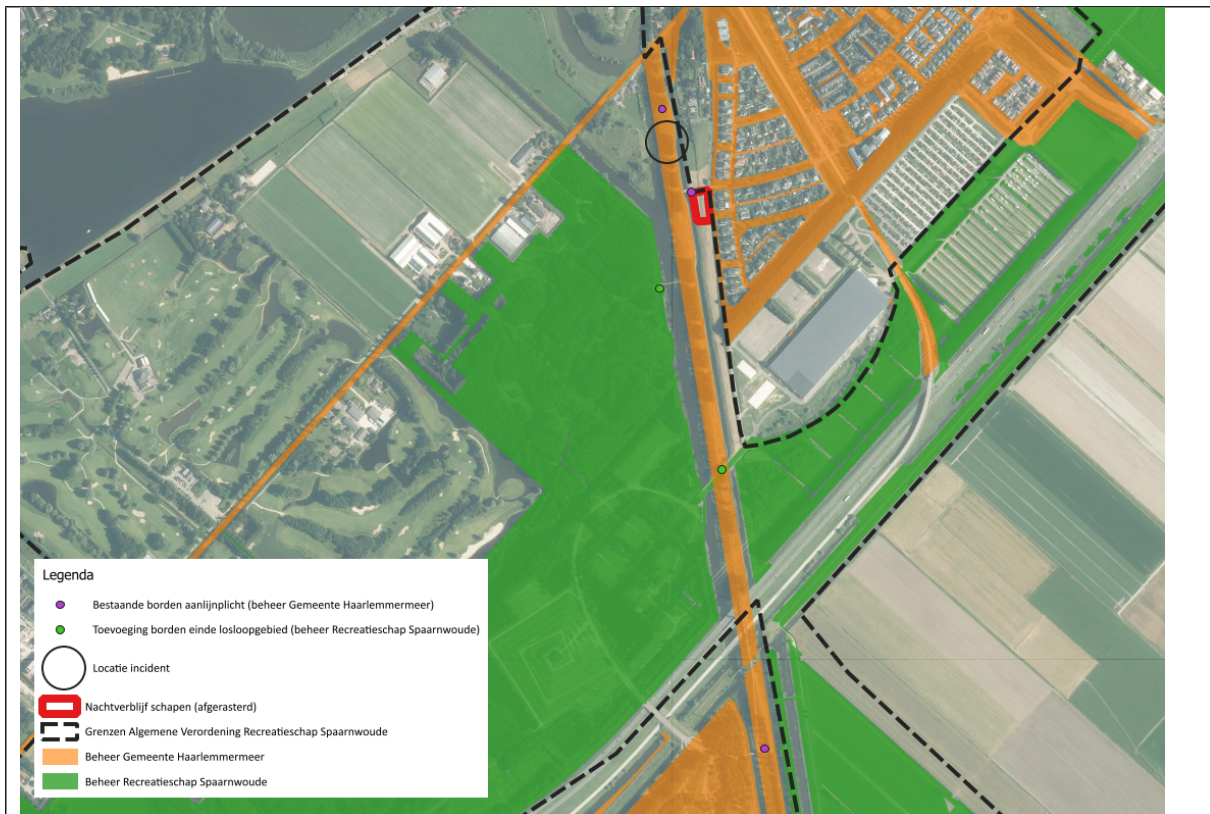 Legenda
Bestaande borden aanlijnplicht (beheer Gemeente Haarlemmermeer)
Toevoeging borden einde losloopgebied (beheer Recreatieschap Spaarnwoude)
Locatie incident
Nachtverblijf schapen (afgerasterd)
Grenzen Algemene Verordening Recreatieschap Spaarnwoude
Beheer Gemeente Haarlemmermeer
Beheer Recreatieschap Spaarnwoude